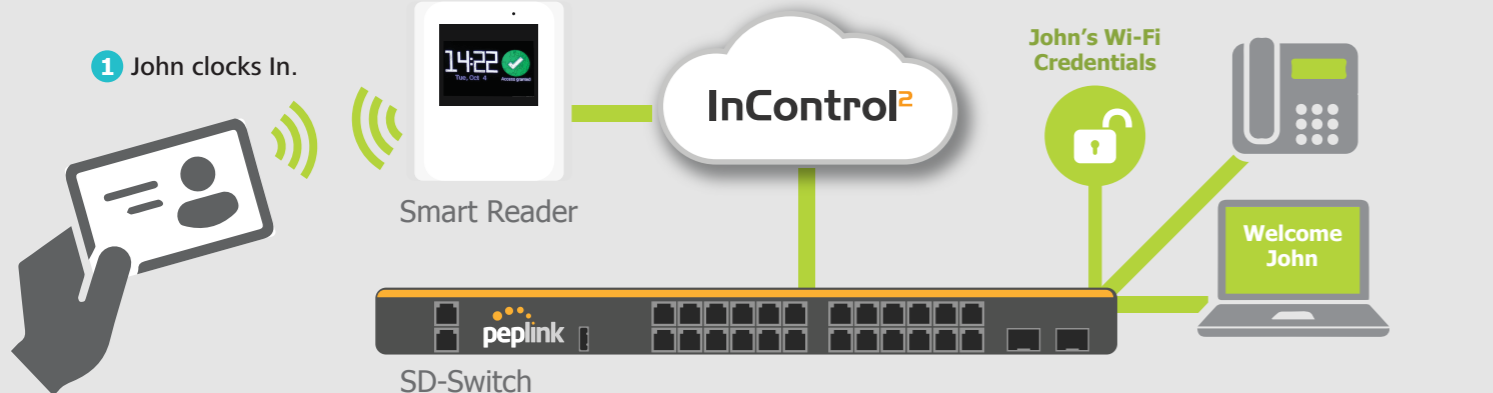 1 John clocks In.
14:22
Tue, Oct 4
Access granted
Smart Reader
InControl²
John's Wi-Fi
Credentials
Welcome
John
peplink
SD-Switch